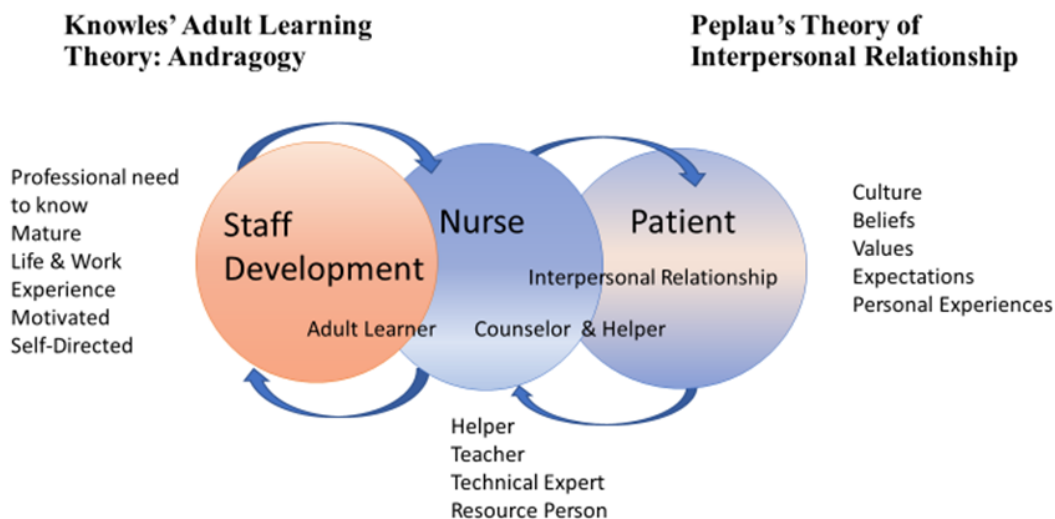 Knowles’ Adult Learning
Theory: Andragogy
Peplau’s Theory of
Interpersonal Relationship
Professional need
to know
Mature
Life & Work
Experience
Motivated
Self-Directed
Staff
Development
Adult Learner
Nurse
Counselor & Helper
Patient
Interpersonal Relationship
Culture
Beliefs
Values
Expectations
Personal Experiences
Helper
Teacher
Technical Expert
Resource Person